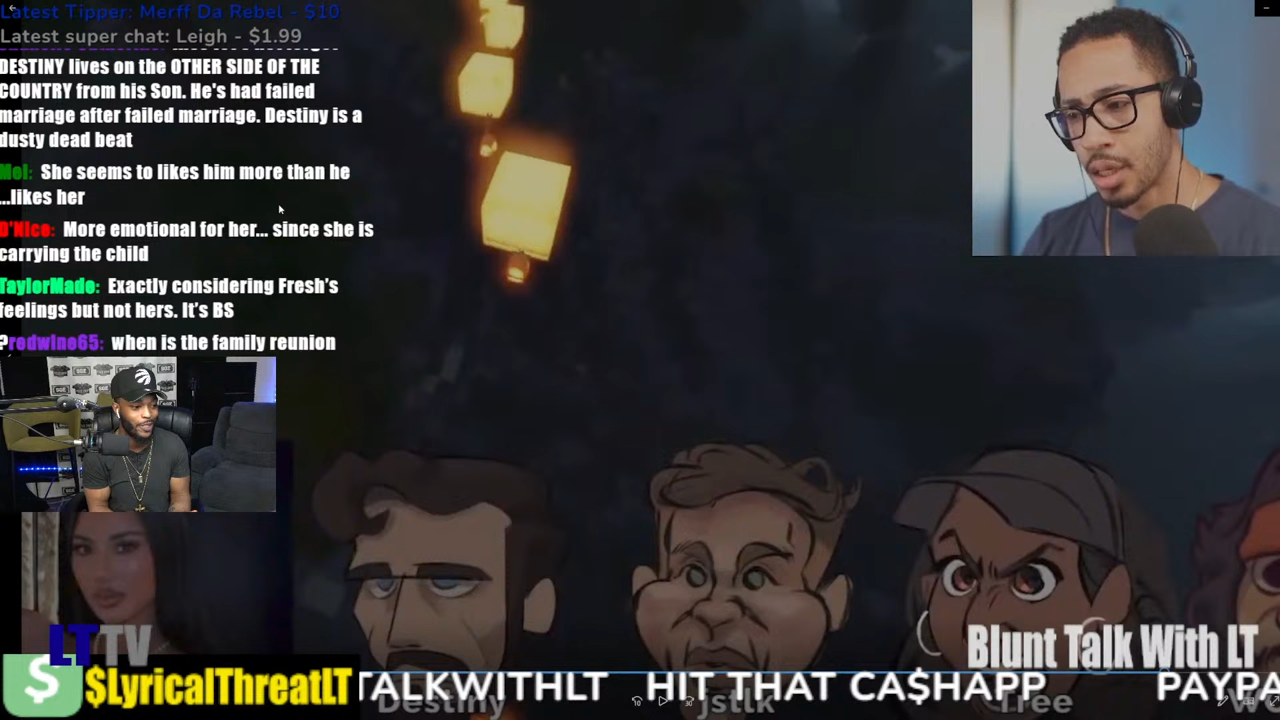 Latest Tipper: Merff Da Rebel - $10
Latest super chat: Leigh - $1.99
DESTINY lives on the OTHER SIDE OF THE
COUNTRY from his Son. He's had failed
marriage after failed marriage. Destiny is a
dusty dead beat
Mel: She seems to likes him more than he
...likes her
D'Nico: More emotional for her... since she is
carrying the child
TaylorMade: Exactly considering Fresh's
feelings but not hers. It's BS
?redwine65: when is the family reunion
LTTV
Blunt Talk With LT
$ $LyricalThreatLT TALKWITHLT HIT THAT CA$HAPP PAYPA
Destiny jstlk Tree